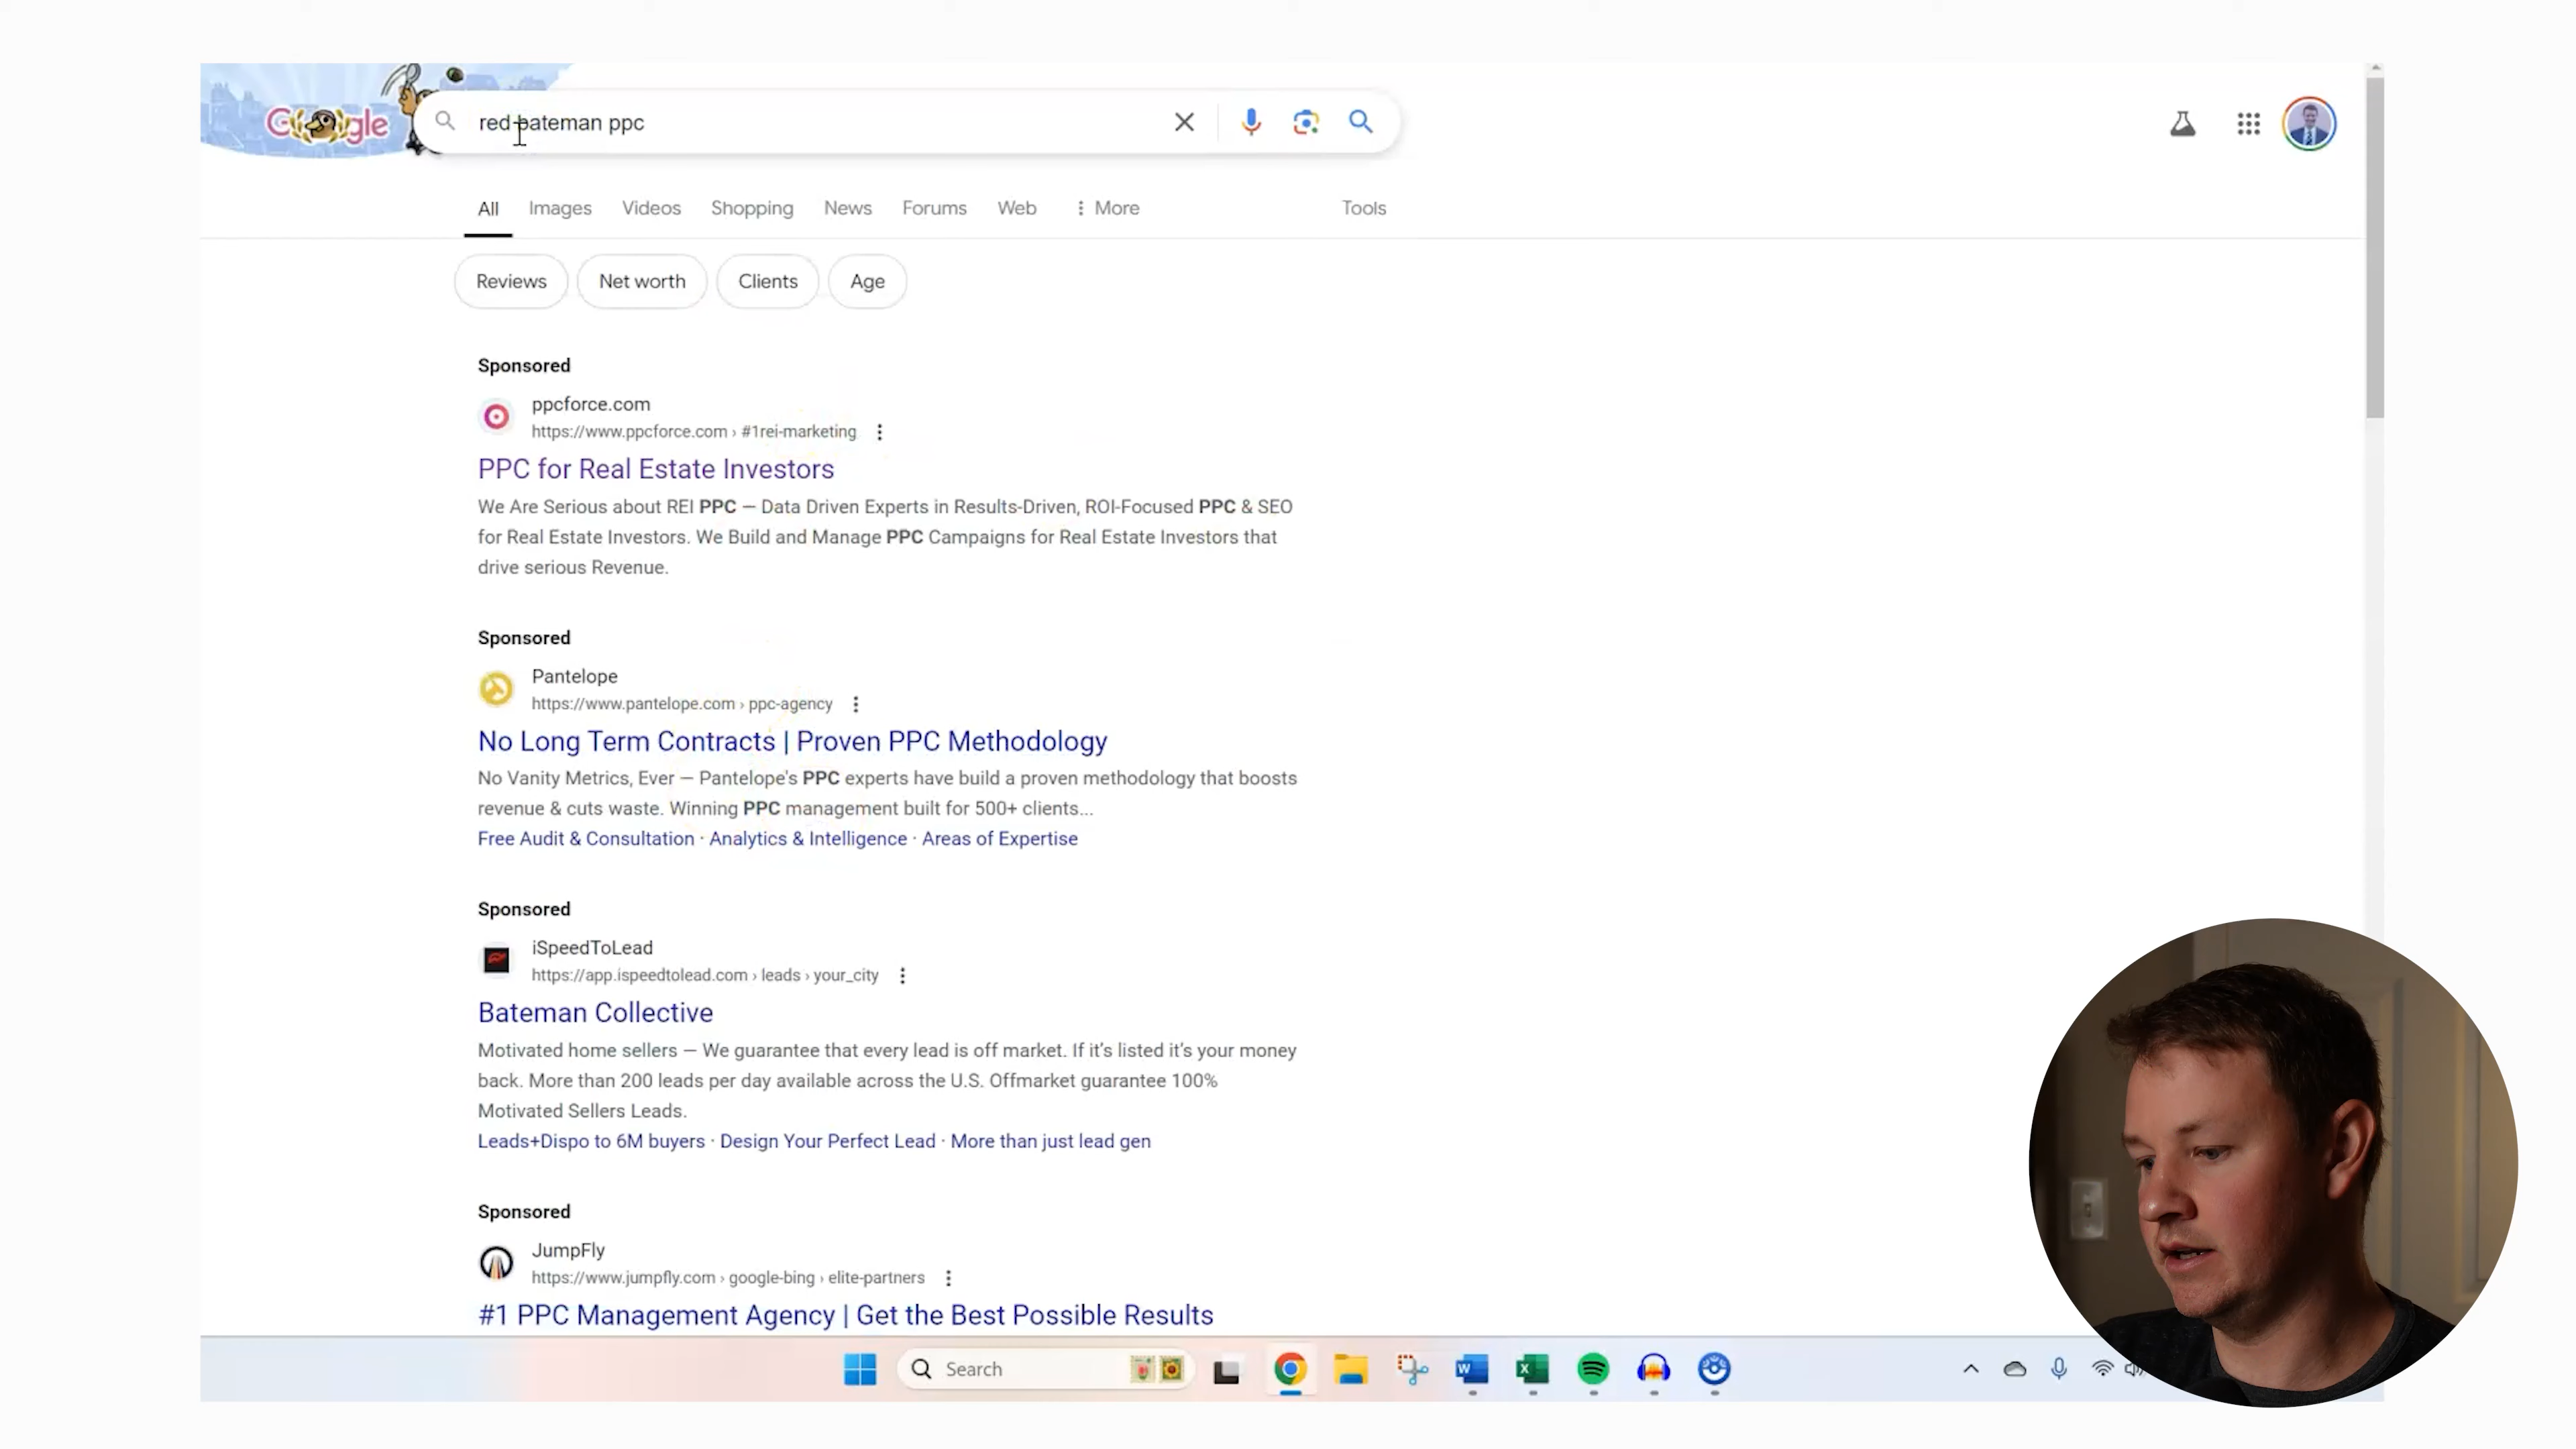 Google
red bateman ppc
All Images Videos Shopping News Forums Web More Tools
Reviews Net worth Clients Age
Sponsored
ppcforce.com
https://www.ppcforce.com › #1rei-marketing
PPC for Real Estate Investors
We Are Serious about REI PPC — Data Driven Experts in Results-Driven, ROI-Focused PPC & SEO
for Real Estate Investors. We Build and Manage PPC Campaigns for Real Estate Investors that
drive serious Revenue.
Sponsored
Pantelope
https://www.pantelope.com › ppc-agency
No Long Term Contracts | Proven PPC Methodology
No Vanity Metrics, Ever — Pantelope's PPC experts have build a proven methodology that boosts
revenue & cuts waste. Winning PPC management built for 500+ clients...
Free Audit & Consultation · Analytics & Intelligence · Areas of Expertise
Sponsored
iSpeedToLead
https://app.ispeedtolead.com › leads › your_city
Bateman Collective
Motivated home sellers — We guarantee that every lead is off market. If it's listed it's your money
back. More than 200 leads per day available across the U.S. Offmarket guarantee 100%
Motivated Sellers Leads.
Leads+Dispo to 6M buyers · Design Your Perfect Lead · More than just lead gen
Sponsored
JumpFly
https://www.jumpfly.com › google-bing › elite-partners
#1 PPC Management Agency | Get the Best Possible Results
Search